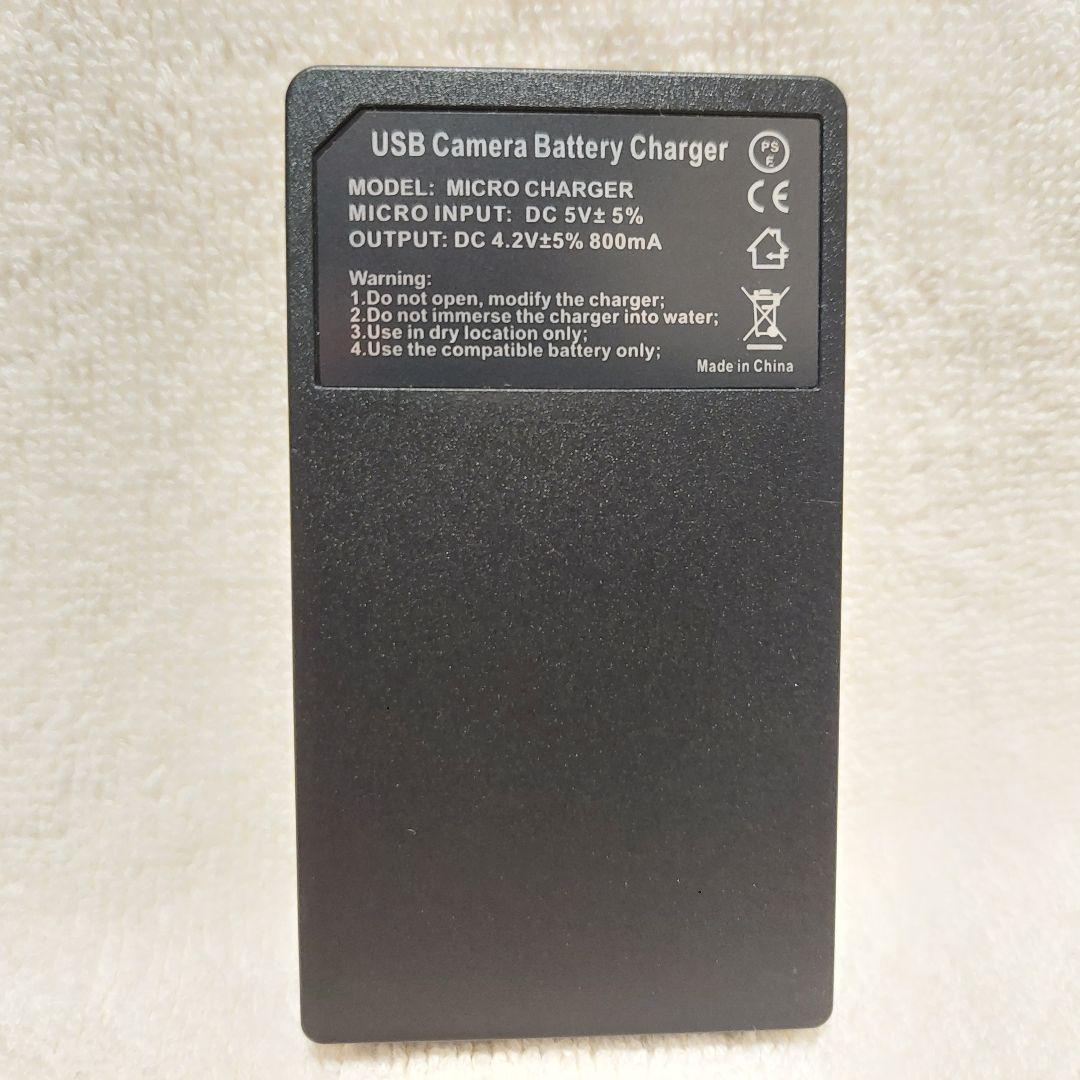 USB Camera Battery Charger
PS
E
MODEL: MICRO CHARGER
CE
MICRO INPUT: DC 5V± 5%
OUTPUT: DC 4.2V±5% 800mA
Warning:
1.Do not open, modify the charger;
2.Do not immerse the charger into water;
3.Use in dry location only;
4.Use the compatible battery only;
Made in China